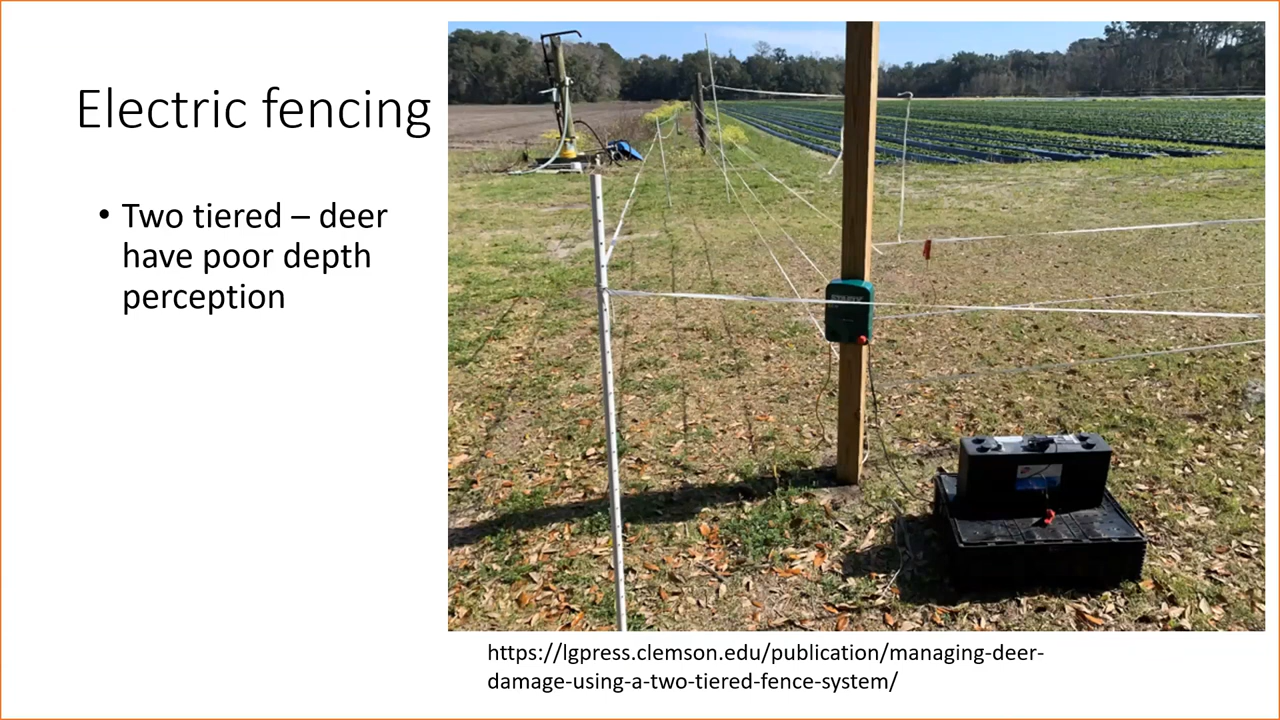 Electric fencing
• Two tiered – deer
have poor depth
perception
https://lgpress.clemson.edu/publication/managing-deer-
damage-using-a-two-tiered-fence-system/